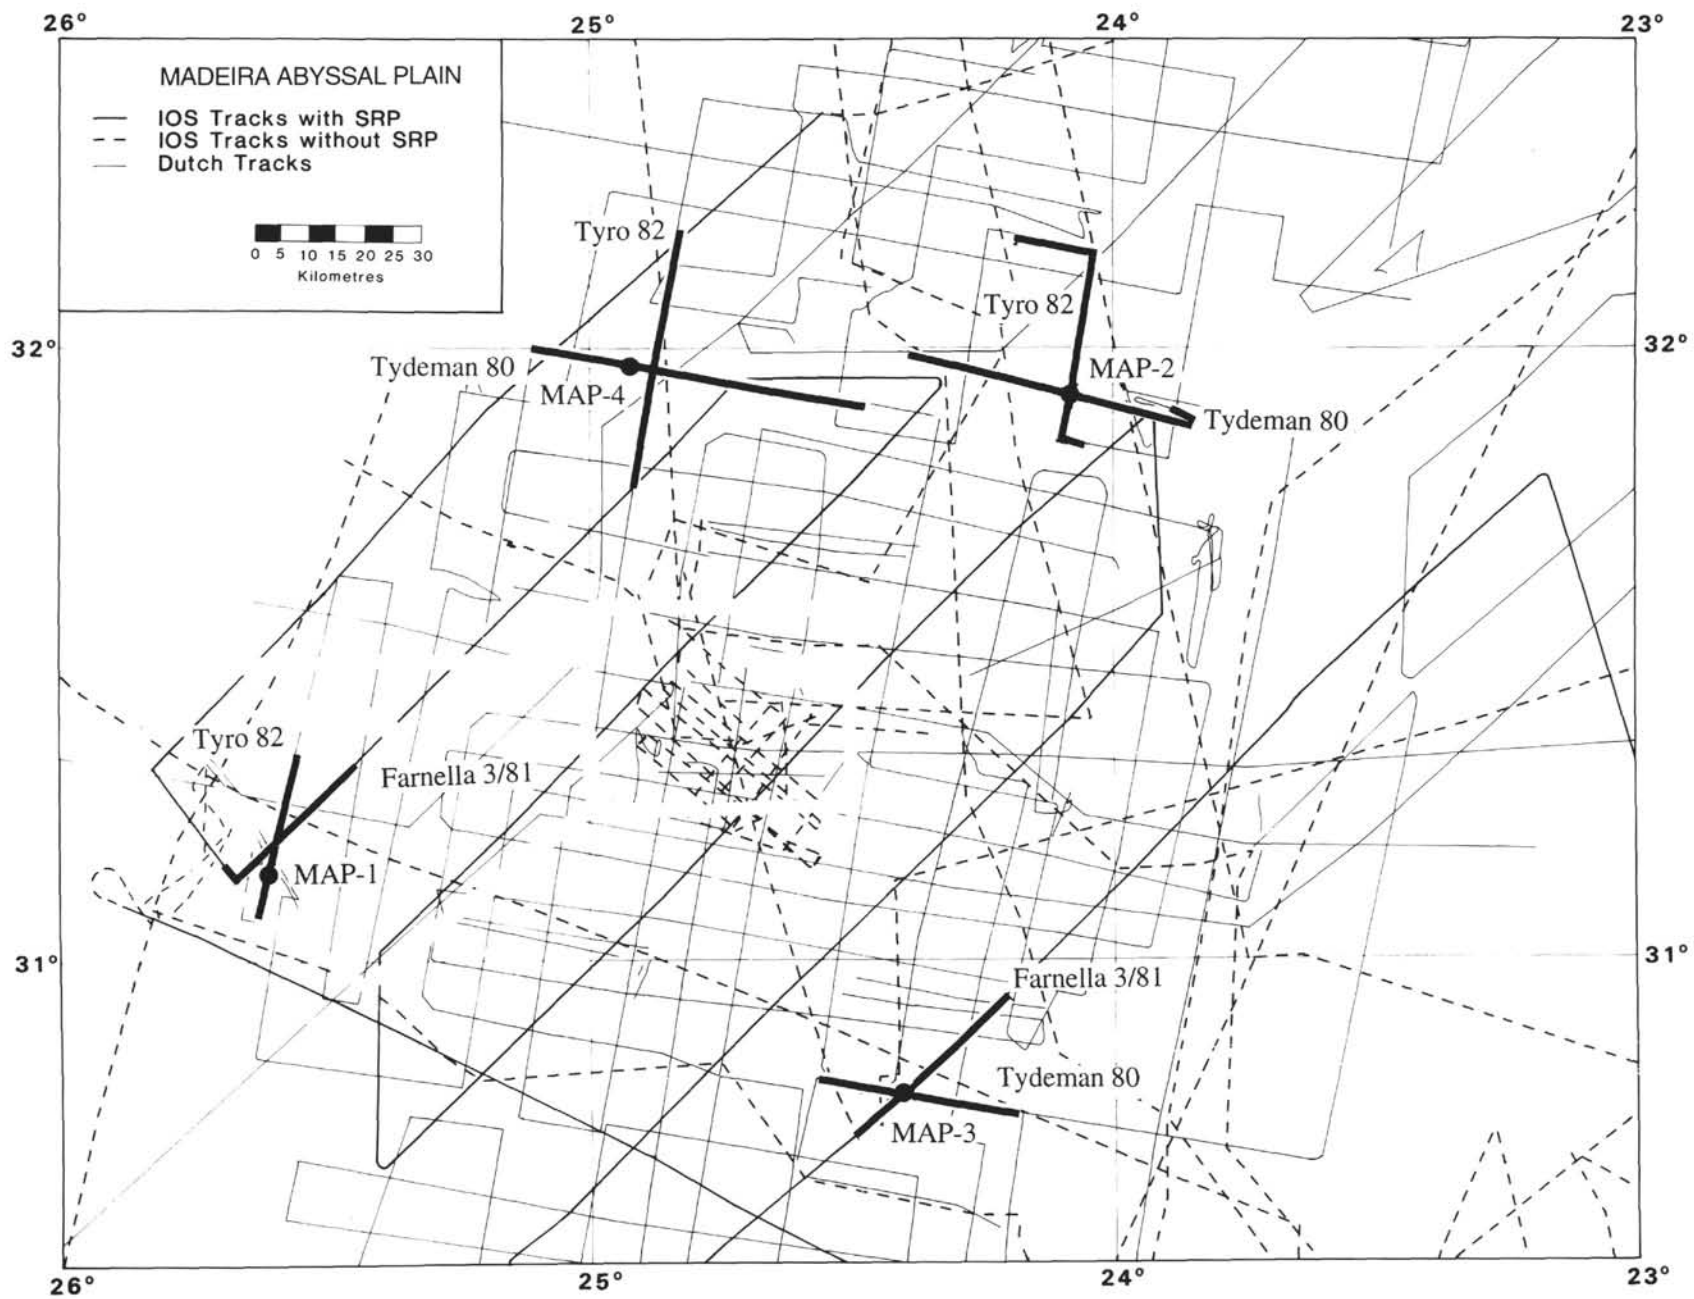 26° 25° 24° 23°
MADEIRA ABYSSAL PLAIN
IOS Tracks with SRP
IOS Tracks without SRP
Dutch Tracks
0 5 10 15 20 25 30
Kilometres
Tyro 82
Tyro 82
32° 32°
Tydeman 80
MAP-4
MAP-2
Tydeman 80
Tyro 82
Farnella 3/81
MAP-1
31° 31°
Farnella 3/81
Tydeman 80
MAP-3
26° 25° 24° 23°